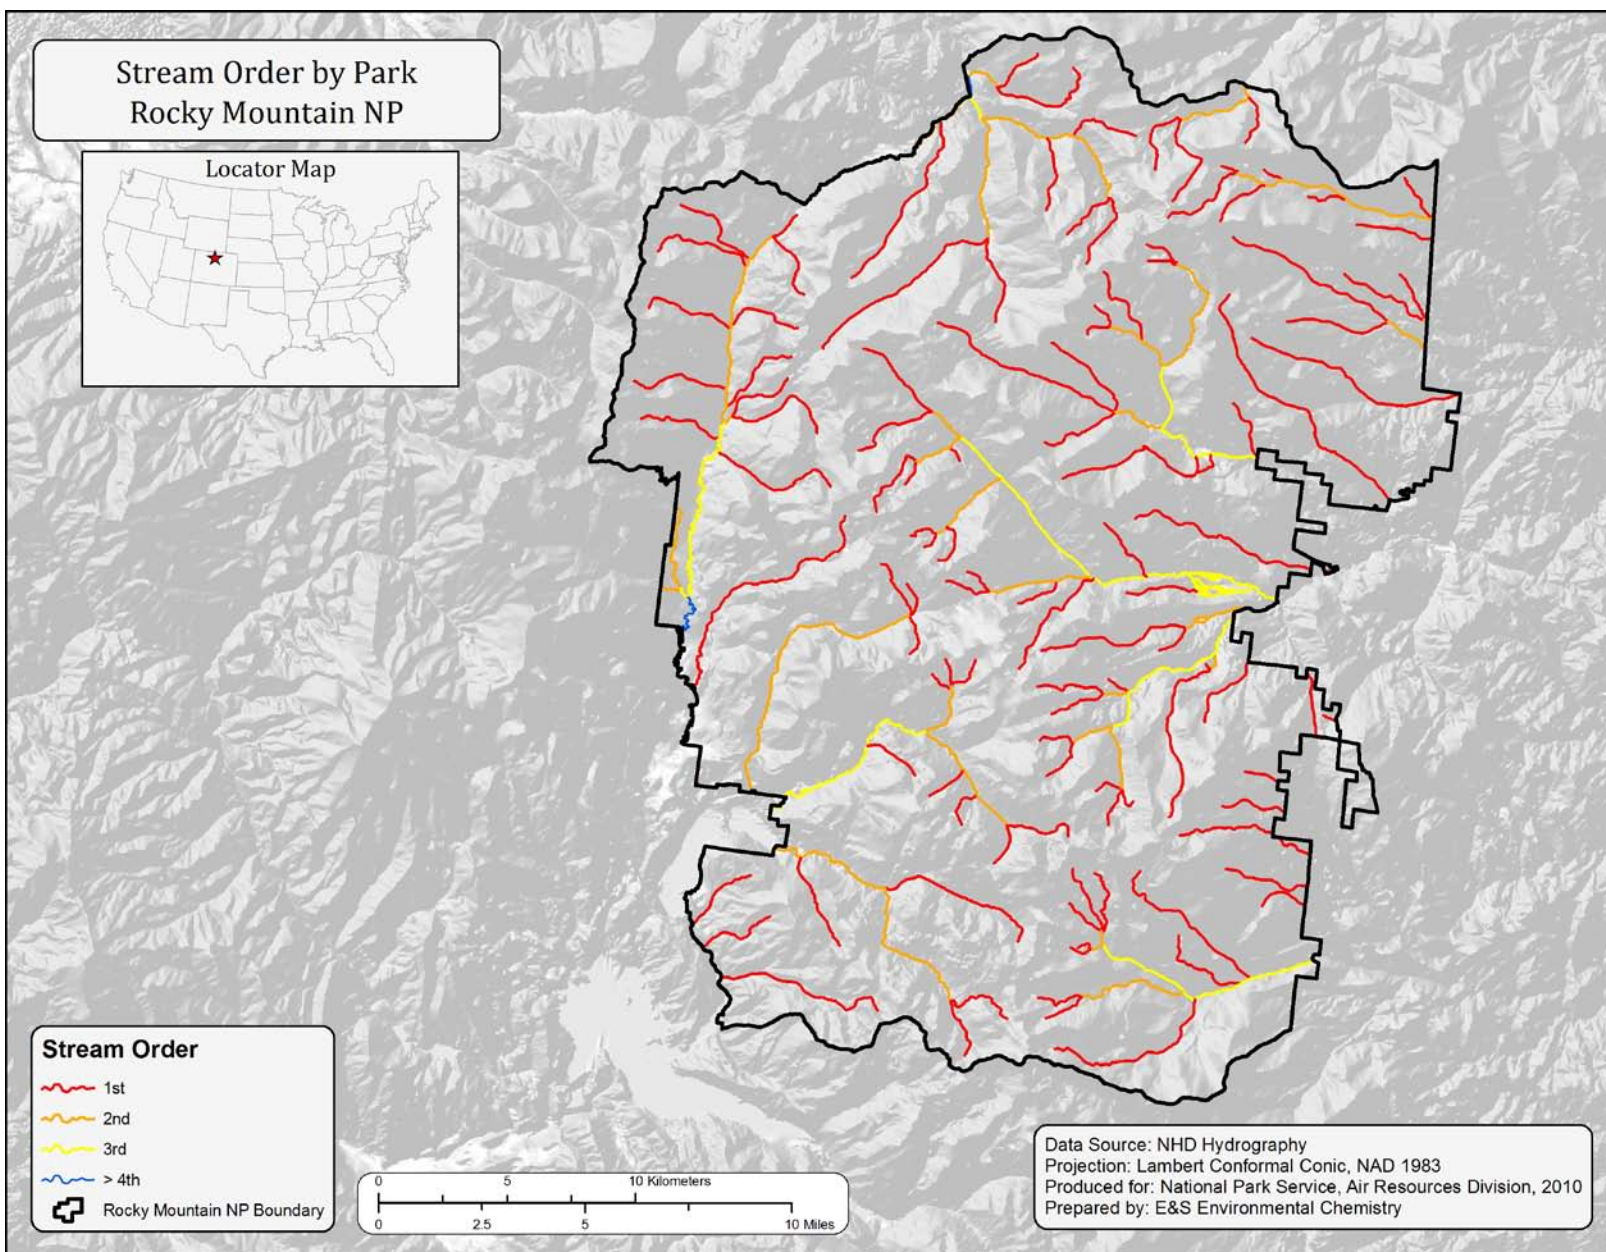 Stream Order by Park
Rocky Mountain NP
Locator Map
Stream Order
1st
2nd
3rd
> 4th
Rocky Mountain NP Boundary
0 5 10 Kilometers
0 2.5 5 10 Miles
Data Source: NHD Hydrography
Projection: Lambert Conformal Conic, NAD 1983
Produced for: National Park Service, Air Resources Division, 2010
Prepared by: E&S Environmental Chemistry